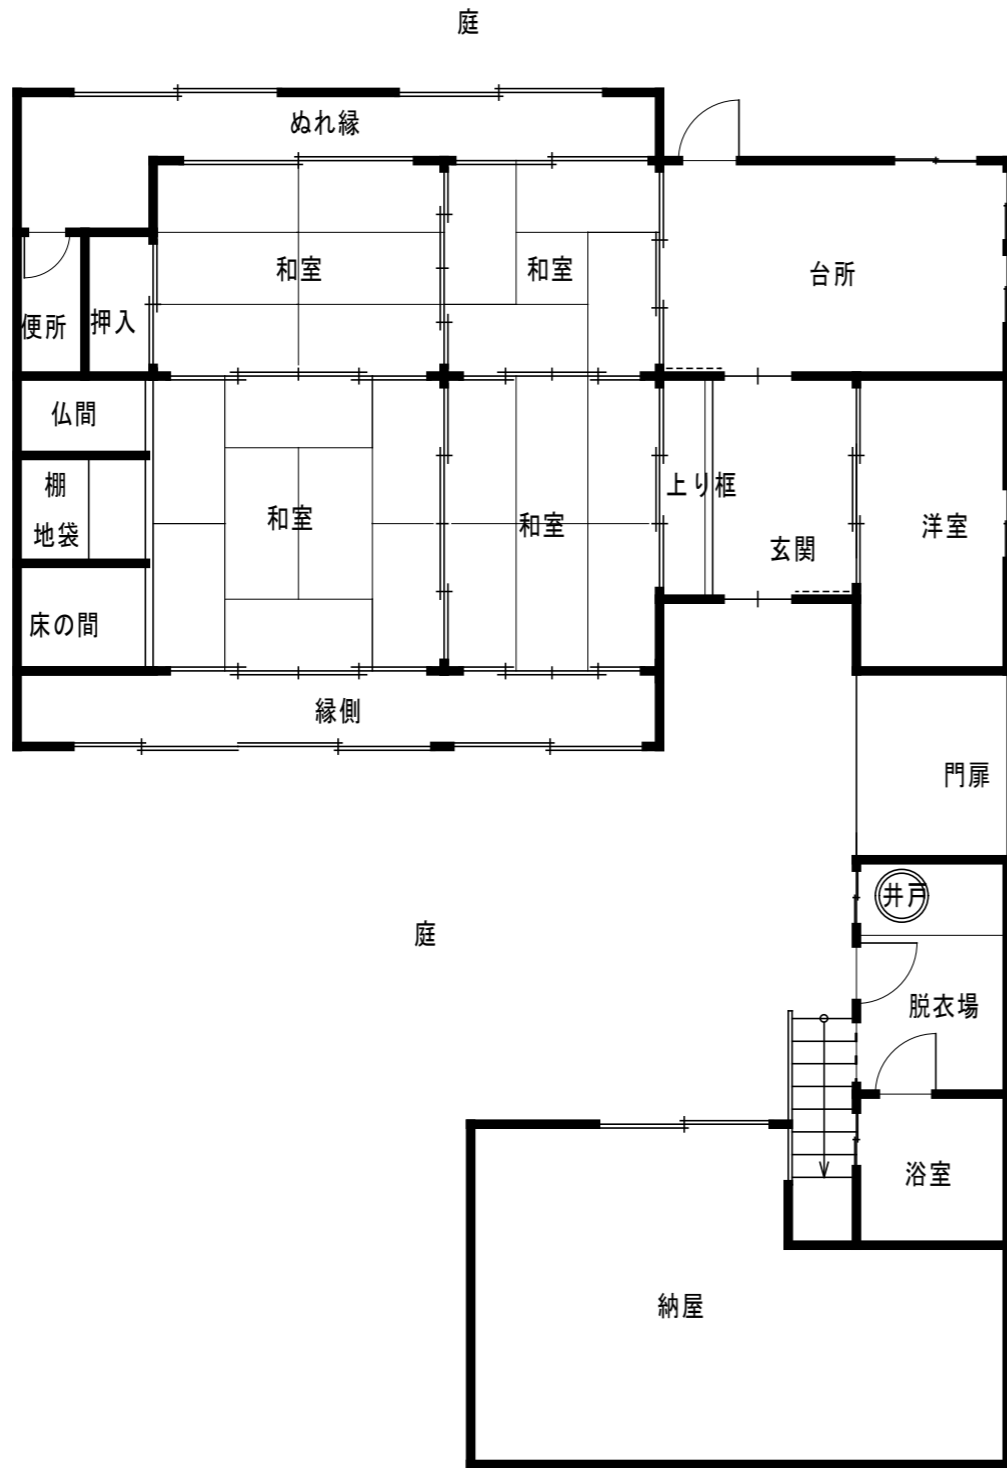 庭
ぬれ縁
和室
和室
台所
便所
押入
仏間
棚
地袋
床の間
和室
和室
上り框
玄関
洋室
縁側
門扉
井戸
庭
脱衣場
浴室
納屋